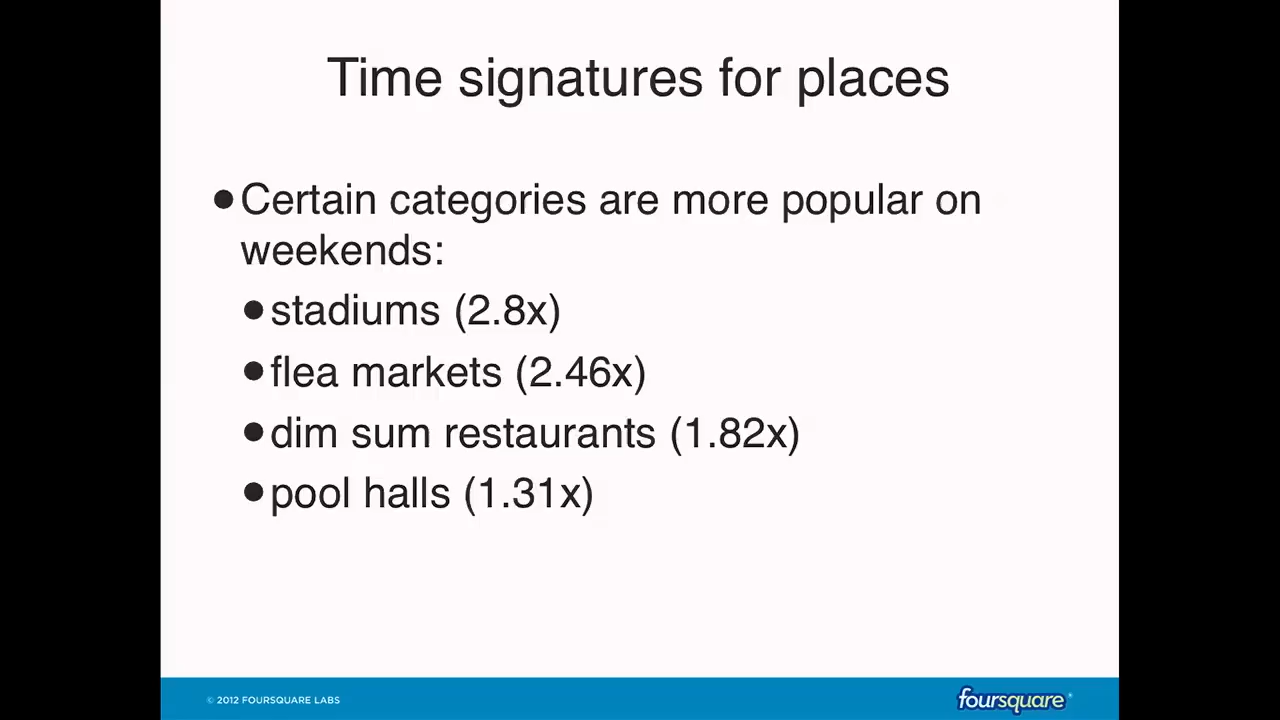 Time signatures for places
●Certain categories are more popular on
weekends:
●stadiums (2.8x)
●flea markets (2.46x)
●dim sum restaurants (1.82x)
●pool halls (1.31x)
© 2012 FOURSQUARE LABS
foursquare®